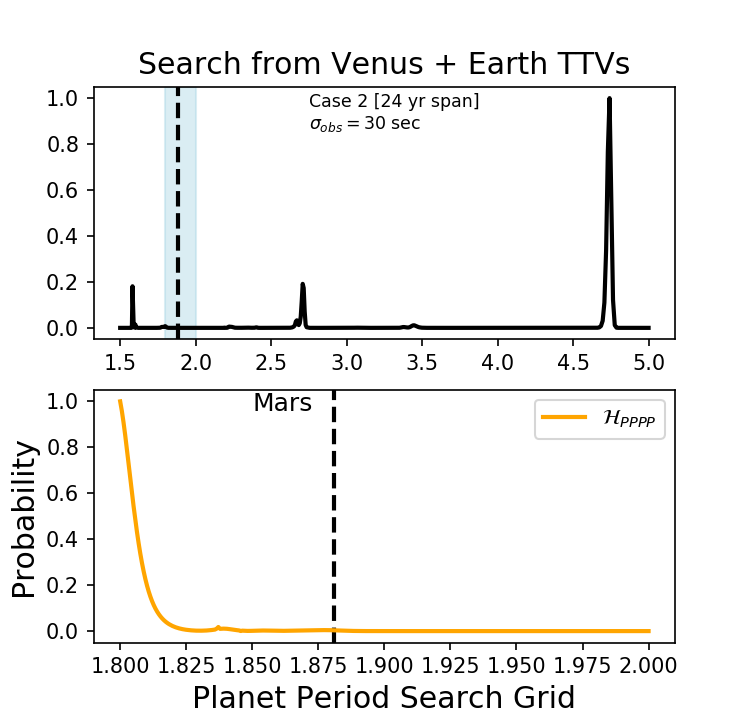 Search from Venus + Earth TTVs
Case 2 [24 yr span]
σ_obs = 30 sec
1.0
0.8
0.6
0.4
0.2
0.0
1.5 2.0 2.5 3.0 3.5 4.0 4.5 5.0
Mars
ℋ_PPPP
Probability
1.0
0.8
0.6
0.4
0.2
0.0
1.800 1.825 1.850 1.875 1.900 1.925 1.950 1.975 2.000
Planet Period Search Grid